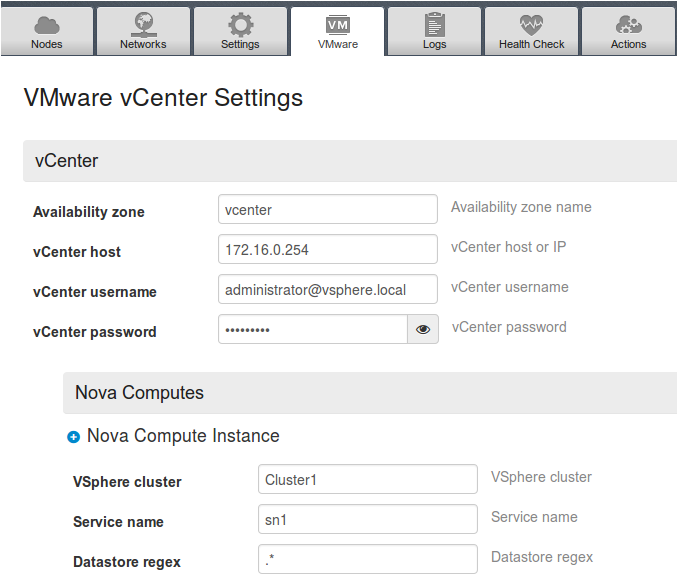 Nodes Networks Settings VM VMware Logs Health Check Actions
VMware vCenter Settings
vCenter
Availability zone vcenter Availability zone name
vCenter host 172.16.0.254 vCenter host or IP
vCenter username administrator@vsphere.local vCenter username
vCenter password ••••••••• vCenter password
Nova Computes
Nova Compute Instance
VSphere cluster Cluster1 VSphere cluster
Service name sn1 Service name
Datastore regex .* Datastore regex